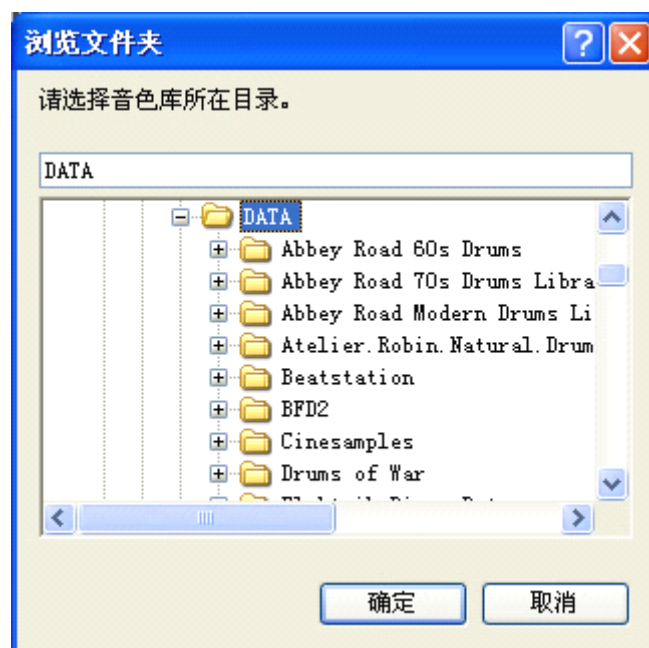 浏览文件夹
请选择音色库所在目录。
DATA
DATA
Abbey Road 60s Drums
Abbey Road 70s Drums Libra
Abbey Road Modern Drums Li
Atelier.Robin.Natural.Drum
Beatstation
BFD2
Cinesamples
Drums of War
确定 取消